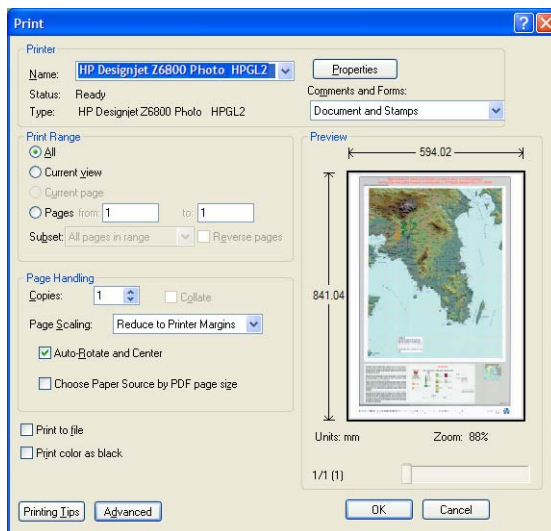 Print
Printer
Name: HP Designjet Z6800 Photo HPGL2
Properties
Status: Ready
Comments and Forms:
Type: HP Designjet Z6800 Photo HPGL2
Document and Stamps
Print Range
All
Current view
Current page
Pages from: 1 to: 1
Subset: All pages in range Reverse pages
Page Handling
Copies: 1 Collate
Page Scaling: Reduce to Printer Margins
Auto-Rotate and Center
Choose Paper Source by PDF page size
Print to file
Print color as black
Preview
594.02
841.04
Units: mm Zoom: 88%
1/1 (1)
Printing Tips Advanced OK Cancel